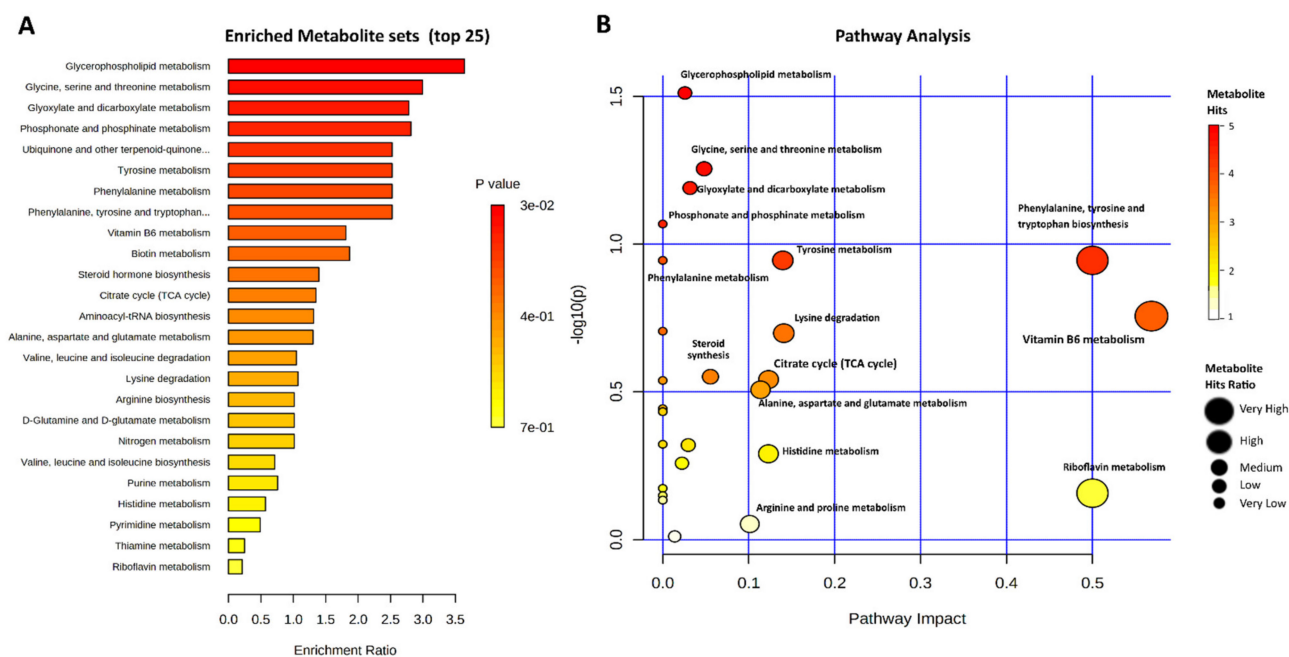 A
Enriched Metabolite sets (top 25)
Glycerophospholipid metabolism
Glycine, serine and threonine metabolism
Glyoxylate and dicarboxylate metabolism
Phosphonate and phosphinate metabolism
Ubiquinone and other terpenoid-quinone...
Tyrosine metabolism
Phenylalanine metabolism
Phenylalanine, tyrosine and tryptophan...
Vitamin B6 metabolism
Biotin metabolism
Steroid hormone biosynthesis
Citrate cycle (TCA cycle)
Aminoacyl-tRNA biosynthesis
Alanine, aspartate and glutamate metabolism
Valine, leucine and isoleucine degradation
Lysine degradation
Arginine biosynthesis
D-Glutamine and D-glutamate metabolism
Nitrogen metabolism
Valine, leucine and isoleucine biosynthesis
Purine metabolism
Histidine metabolism
Pyrimidine metabolism
Thiamine metabolism
Riboflavin metabolism
0.0 0.5 1.0 1.5 2.0 2.5 3.0 3.5
Enrichment Ratio
P value
3e-02
4e-01
7e-01
B
Pathway Analysis
-log10(p)
1.5
1.0
0.5
0.0
Glycerophospholipid metabolism
Glycine, serine and threonine metabolism
Glyoxylate and dicarboxylate metabolism
Phosphonate and phosphinate metabolism
Phenylalanine, tyrosine and
tryptophan biosynthesis
Tyrosine metabolism
Phenylalanine metabolism
Lysine degradation
Vitamin B6 metabolism
Steroid
synthesis
Citrate cycle (TCA cycle)
Alanine, aspartate and glutamate metabolism
Histidine metabolism
Riboflavin metabolism
Arginine and proline metabolism
0.0 0.1 0.2 0.3 0.4 0.5
Pathway Impact
Metabolite
Hits
5
4
3
2
1
Metabolite
Hits Ratio
Very High
High
Medium
Low
Very Low